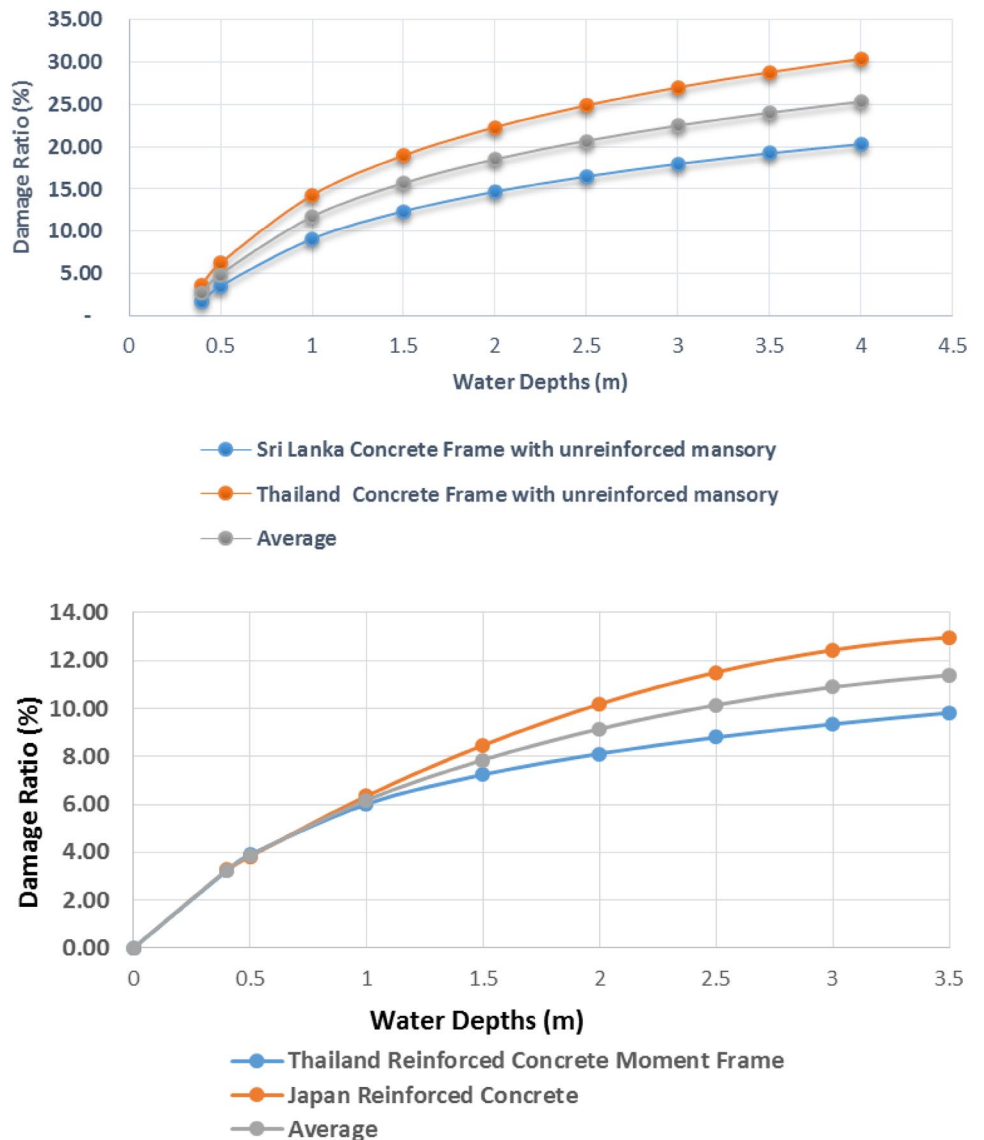 35.00
30.00
25.00
20.00
15.00
10.00
5.00
-
Damage Ratio (%)
0 0.5 1 1.5 2 2.5 3 3.5 4 4.5
Water Depths (m)
Sri Lanka Concrete Frame with unreinforced mansory
Thailand Concrete Frame with unreinforced mansory
Average
14.00
12.00
10.00
8.00
6.00
4.00
2.00
0.00
Damage Ratio (%)
0 0.5 1 1.5 2 2.5 3 3.5
Water Depths (m)
Thailand Reinforced Concrete Moment Frame
Japan Reinforced Concrete
Average